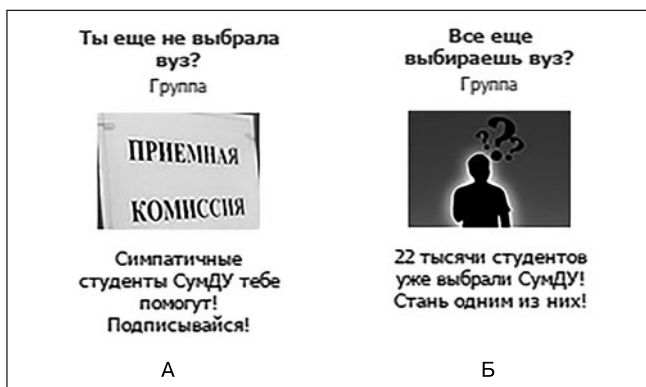 Ты еще не выбрала
вуз?
Группа
ПРИЕМНАЯ
КОМИССИЯ
Симпатичные
студенты СумДУ тебе
помогут!
Подписывайся!
А
Все еще
выбираешь вуз?
Группа
???
22 тысячи студентов
уже выбрали СумДУ!
Стань одним из них!
Б